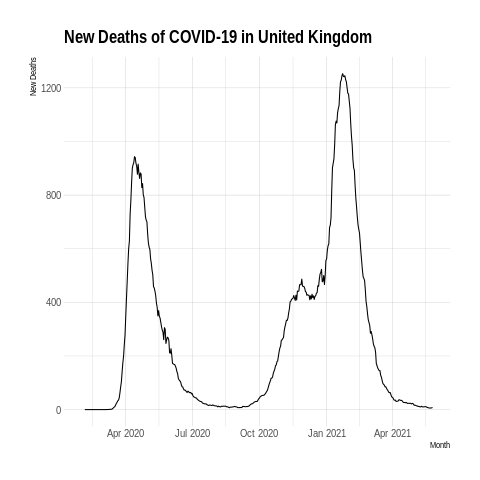 New Deaths of COVID-19 in United Kingdom
New Deaths
1200
800
400
0
Apr 2020 Jul 2020 Oct 2020 Jan 2021 Apr 2021
Month